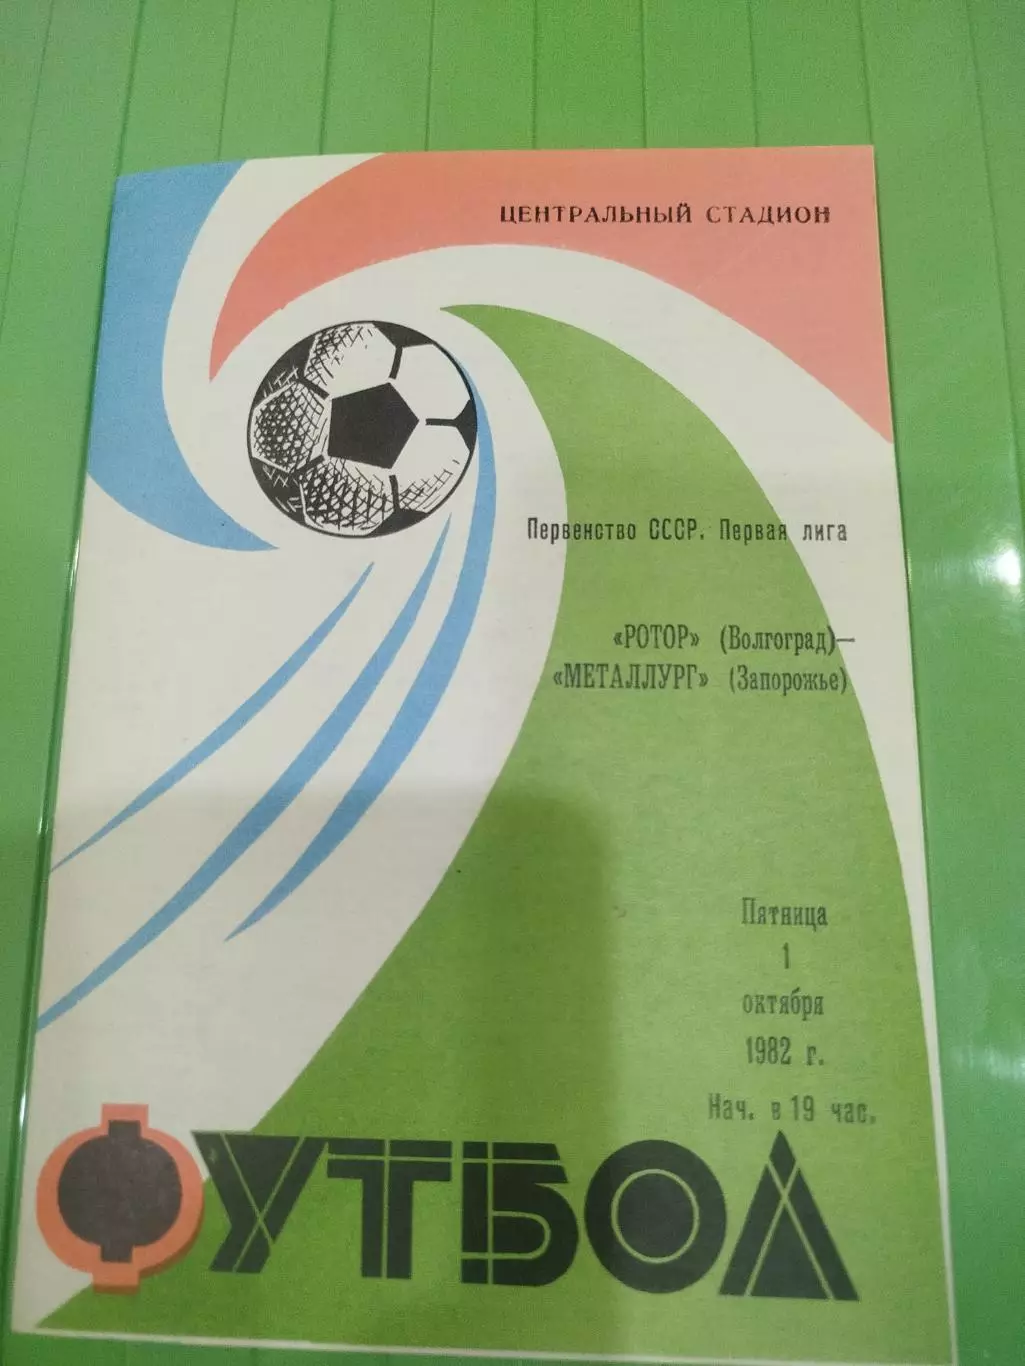 ЦЕНТРАЛЬНЫЙ СТАДИОН
Первенство СССР. Первая лига
«РОТОР» (Волгоград)—
«МЕТАЛЛУРГ» (Запорожье)
Пятница
1
октября
1982 г.
Нач. в 19 час.
ФУТБОЛ